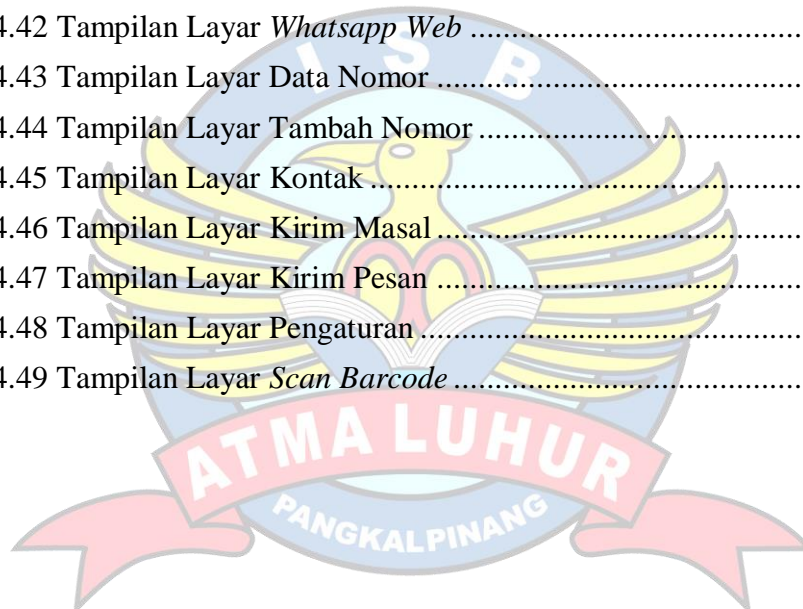 4.42 Tampilan Layar Whatsapp Web ..........................................
4.43 Tampilan Layar Data Nomor ..............................................
4.44 Tampilan Layar Tambah Nomor .........................................
4.45 Tampilan Layar Kontak ......................................................
4.46 Tampilan Layar Kirim Masal ..............................................
4.47 Tampilan Layar Kirim Pesan ..............................................
4.48 Tampilan Layar Pengaturan ................................................
4.49 Tampilan Layar Scan Barcode ............................................
I S B
ATMA LUHUR
PANGKALPINANG